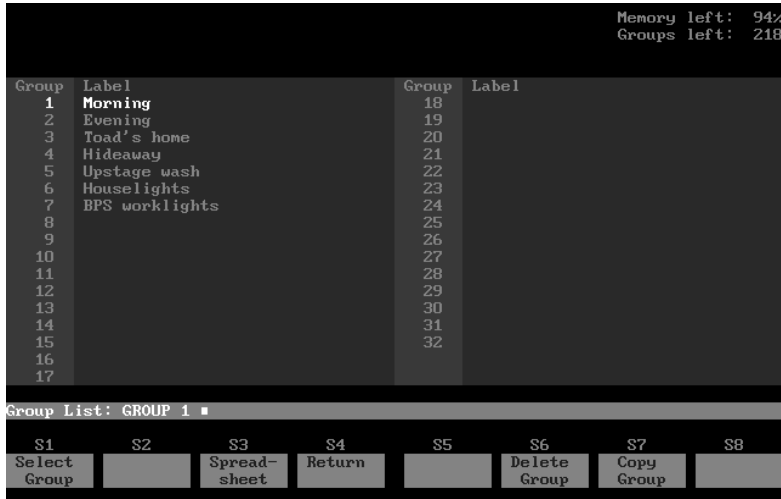 Memory left: 94%
Groups left: 218
Group Label Group Label
1 Morning 18
2 Evening 19
3 Toad's home 20
4 Hideaway 21
5 Upstage wash 22
6 Houselights 23
7 BPS worklights 24
8 25
9 26
10 27
11 28
12 29
13 30
14 31
15 32
16
17
Group List: GROUP 1
S1 S2 S3 S4 S5 S6 S7 S8
Select Spread- Return Delete Copy
Group sheet Group Group